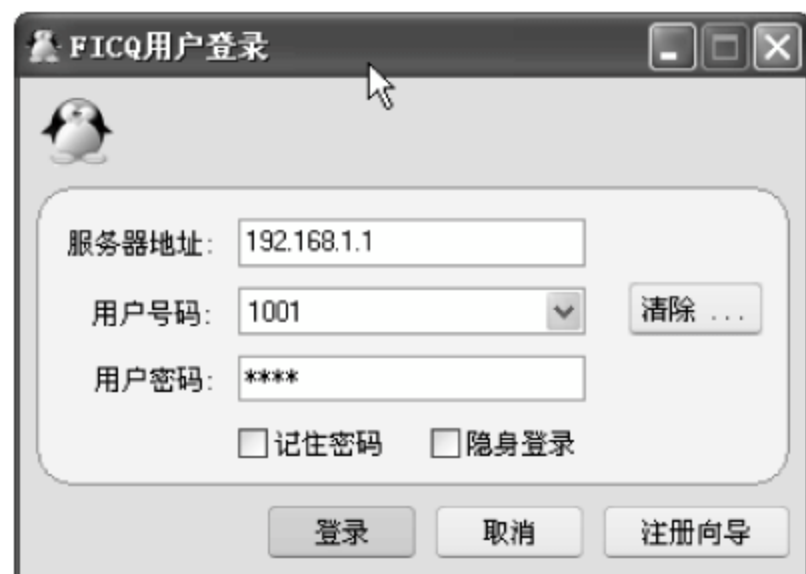 FICQ用户登录
服务器地址: 192.168.1.1
用户号码: 1001 清除 ...
用户密码: ****
记住密码 隐身登录
登录 取消 注册向导